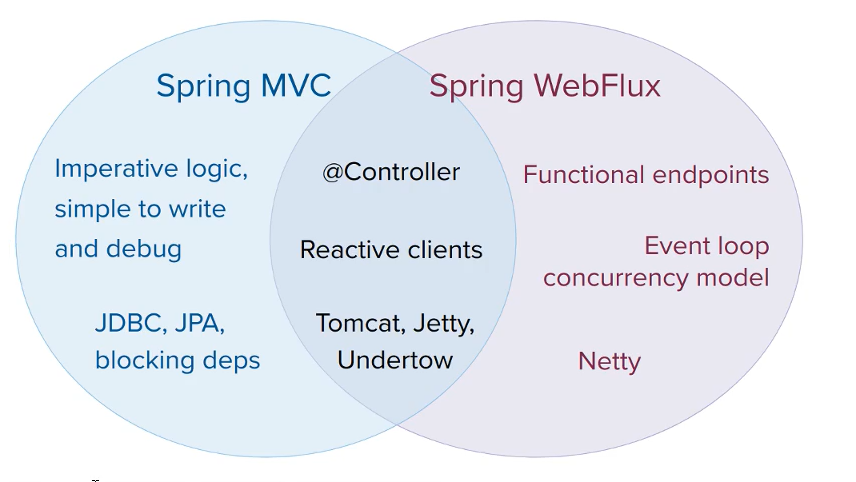 Spring MVC
Spring WebFlux
Imperative logic,
simple to write
and debug
JDBC, JPA,
blocking deps
@Controller
Reactive clients
Tomcat, Jetty,
Undertow
Functional endpoints
Event loop
concurrency model
Netty